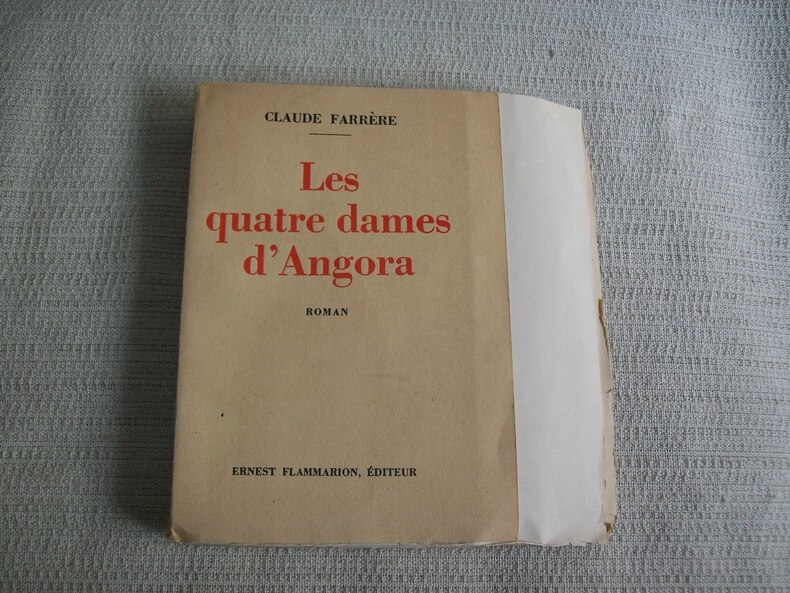 CLAUDE FARRÈRE
Les
quatre dames
d'Angora
ROMAN
ERNEST FLAMMARION, ÉDITEUR